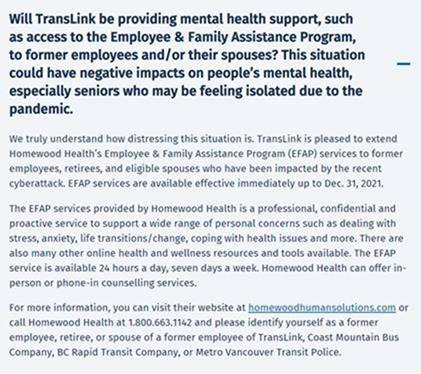 Will TransLink be providing mental health support, such
as access to the Employee & Family Assistance Program,
to former employees and/or their spouses? This situation
could have negative impacts on people's mental health,
especially seniors who may be feeling isolated due to the
pandemic.
We truly understand how distressing this situation is. TransLink is pleased to extend
Homewood Health's Employee & Family Assistance Program (EFAP) services to former
employees, retirees, and eligible spouses who have been impacted by the recent
cyberattack. EFAP services are available effective immediately up to Dec. 31, 2021.
The EFAP services provided by Homewood Health is a professional, confidential and
proactive service to support a wide range of personal concerns such as dealing with
stress, anxiety, life transitions/change, coping with health issues and more. There are
also many other online health and wellness resources and tools available. The EFAP
service is available 24 hours a day, seven days a week. Homewood Health can offer in-
person or phone-in counselling services.
For more information, you can visit their website at homewoodhumansolutions.com or
call Homewood Health at 1.800.663.1142 and please identify yourself as a former
employee, retiree, or spouse of a former employee of TransLink, Coast Mountain Bus
Company, BC Rapid Transit Company, or Metro Vancouver Transit Police.